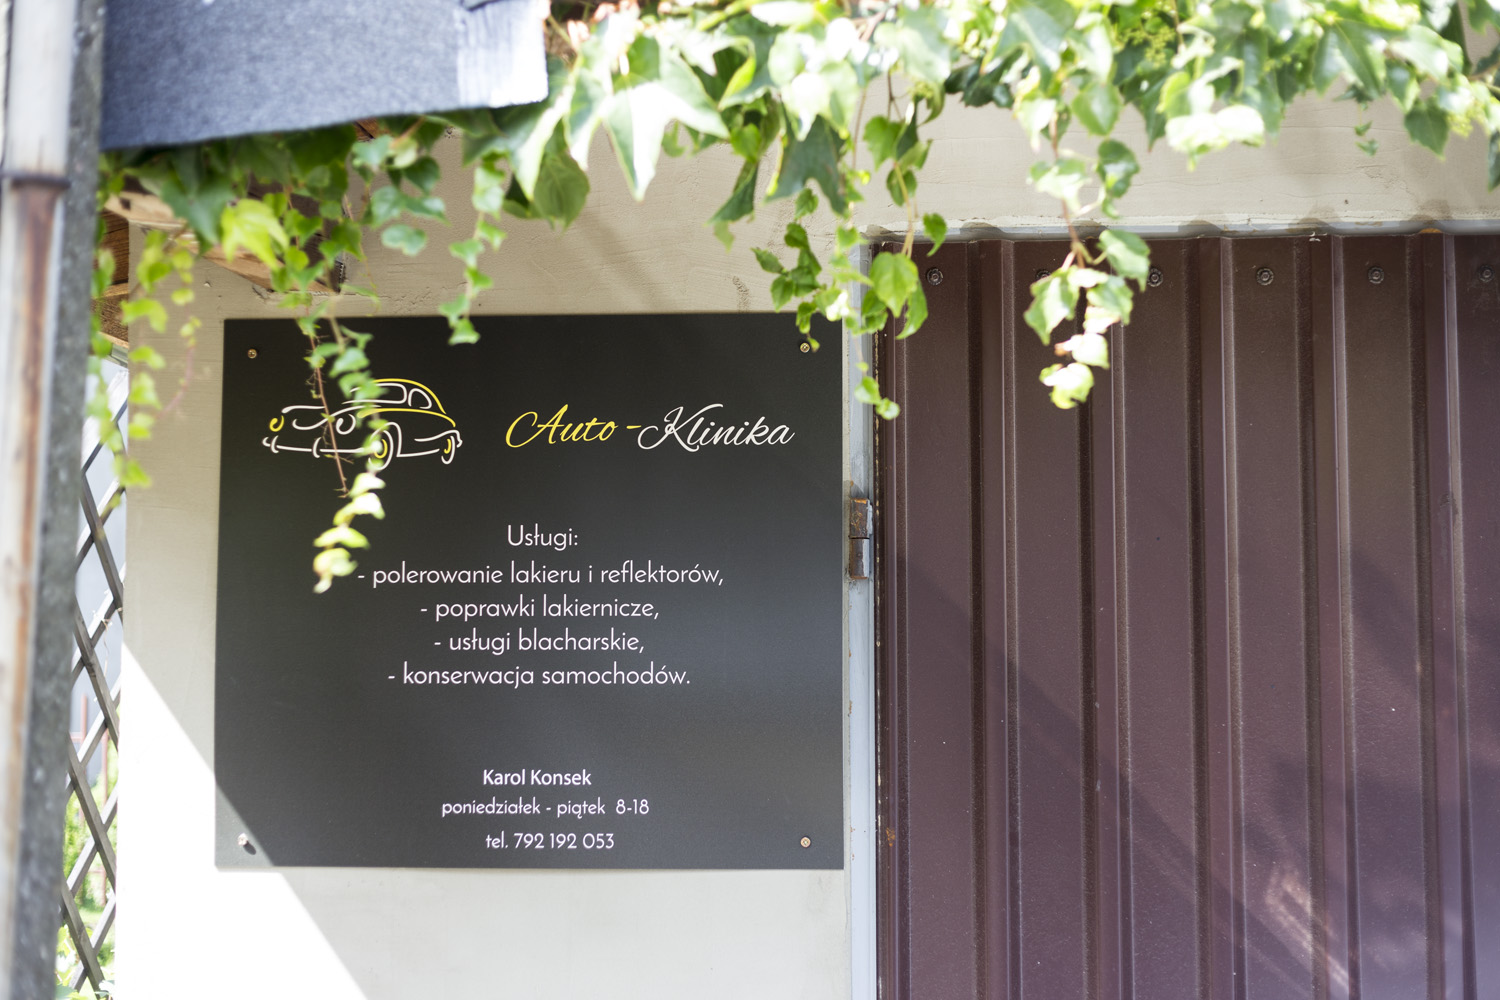 Auto-Klinika
Usługi:
- polerowanie lakieru i reflektorów,
- poprawki lakiernicze,
- usługi blacharskie,
- konserwacja samochodów.
Karol Konsek
poniedziałek - piątek 8-18
tel. 792 192 053